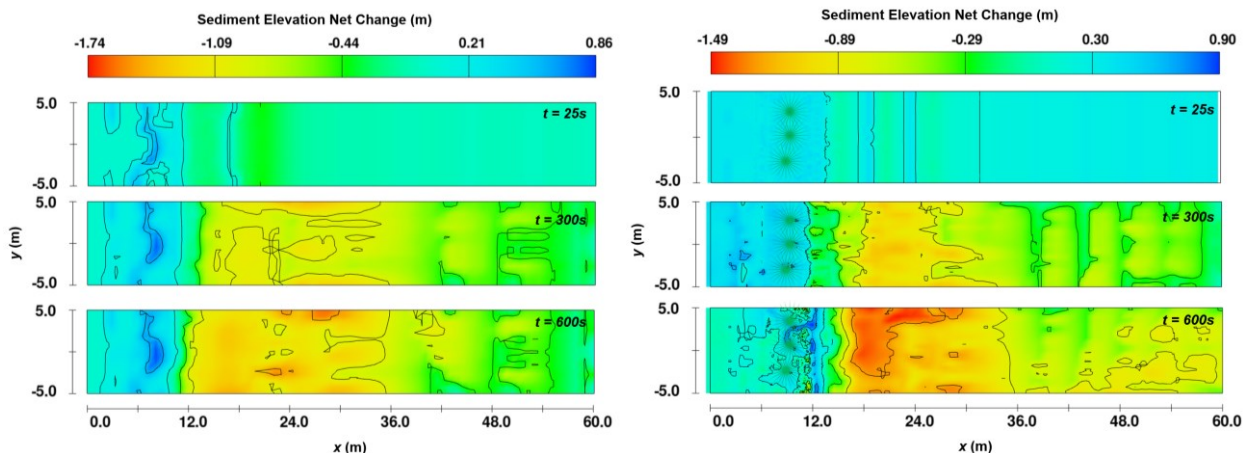 Sediment Elevation Net Change (m)
-1.74 -1.09 -0.44 0.21 0.86
5.0
t = 25s
-5.0
5.0
t = 300s
y (m)
-5.0
5.0
t = 600s
-5.0
0.0 12.0 24.0 36.0 48.0 60.0
x (m)
Sediment Elevation Net Change (m)
-1.49 -0.89 -0.29 0.30 0.90
5.0
t = 25s
-5.0
5.0
t = 300s
y (m)
-5.0
5.0
t = 600s
-5.0
0.0 12.0 24.0 36.0 48.0 60.0
x (m)